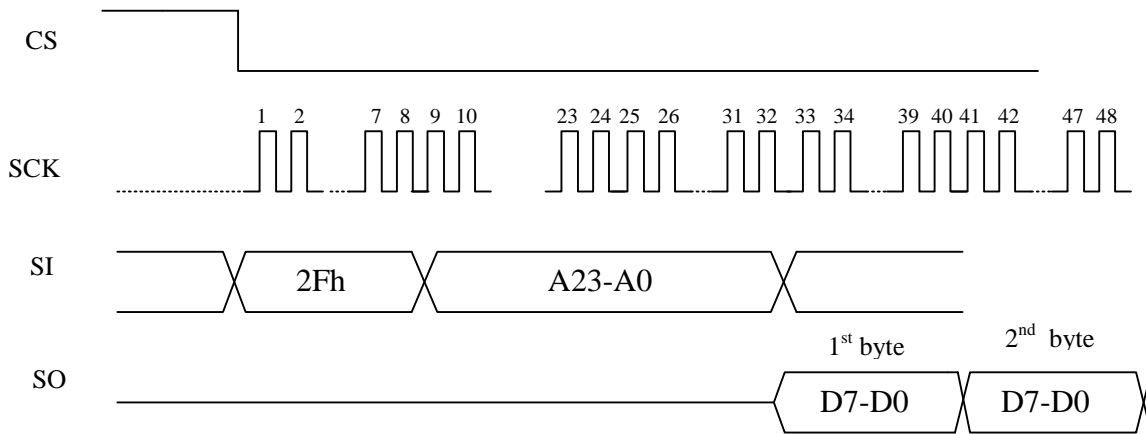 CS
1 2 7 8 9 10 23 24 25 26 31 32 33 34 39 40 41 42 47 48
SCK
SI 2Fh A23-A0
1st byte 2nd byte
SO D7-D0 D7-D0